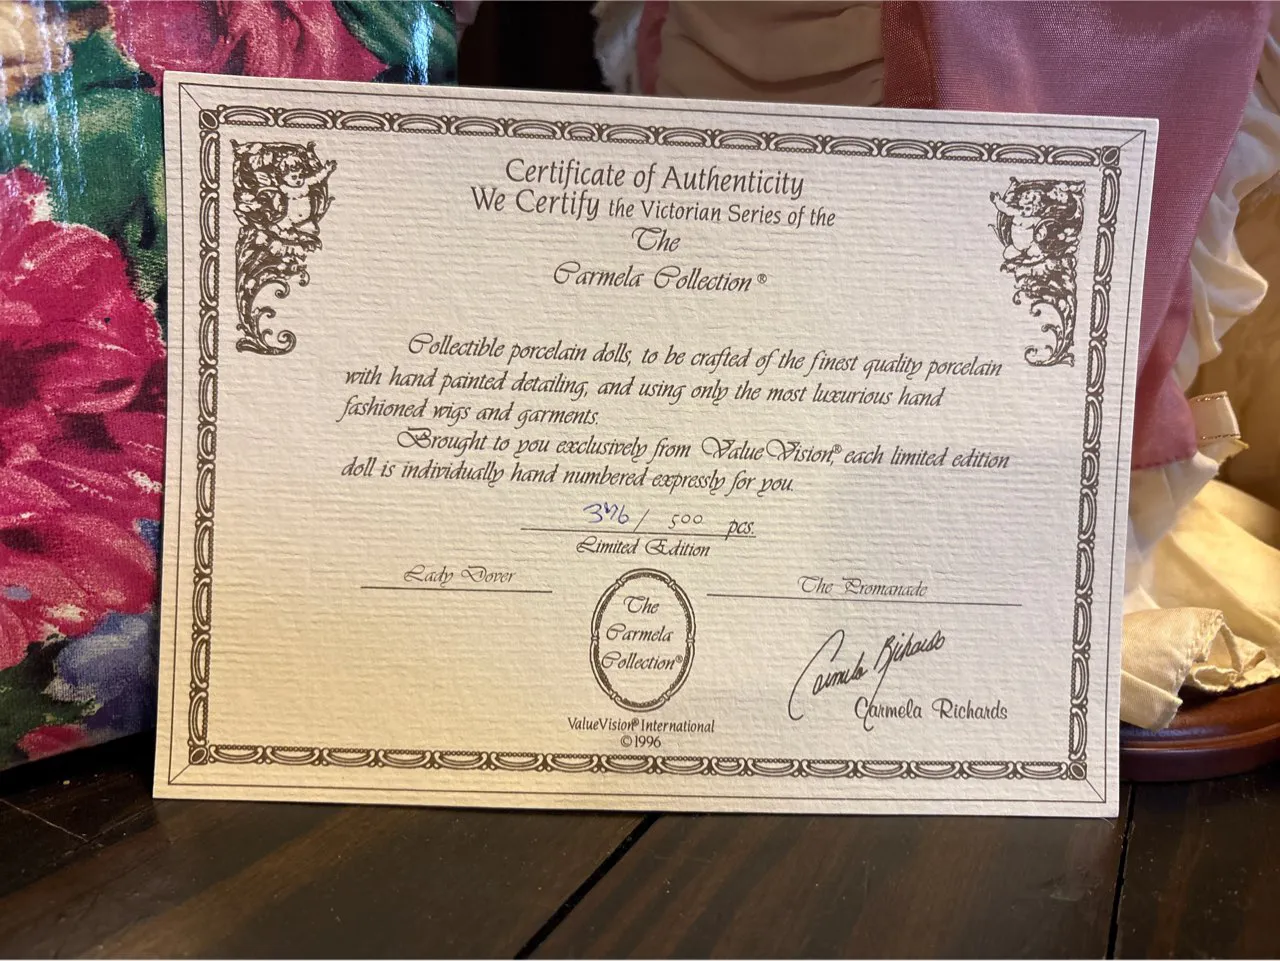 Certificate of Authenticity
We Certify the Victorian Series of the
The
Carmela Collection®
Collectible porcelain dolls, to be crafted of the finest quality porcelain
with hand painted detailing, and using only the most luxurious hand
fashioned wigs and garments.
Brought to you exclusively from ValueVision®, each limited edition
doll is individually hand numbered expressly for you.
/ 500 pcs.
Limited Edition
Lady Dover
The Promanade
The
Carmela
Collection®
Carmela Richards
Carmela Richards
ValueVision® International
©1996